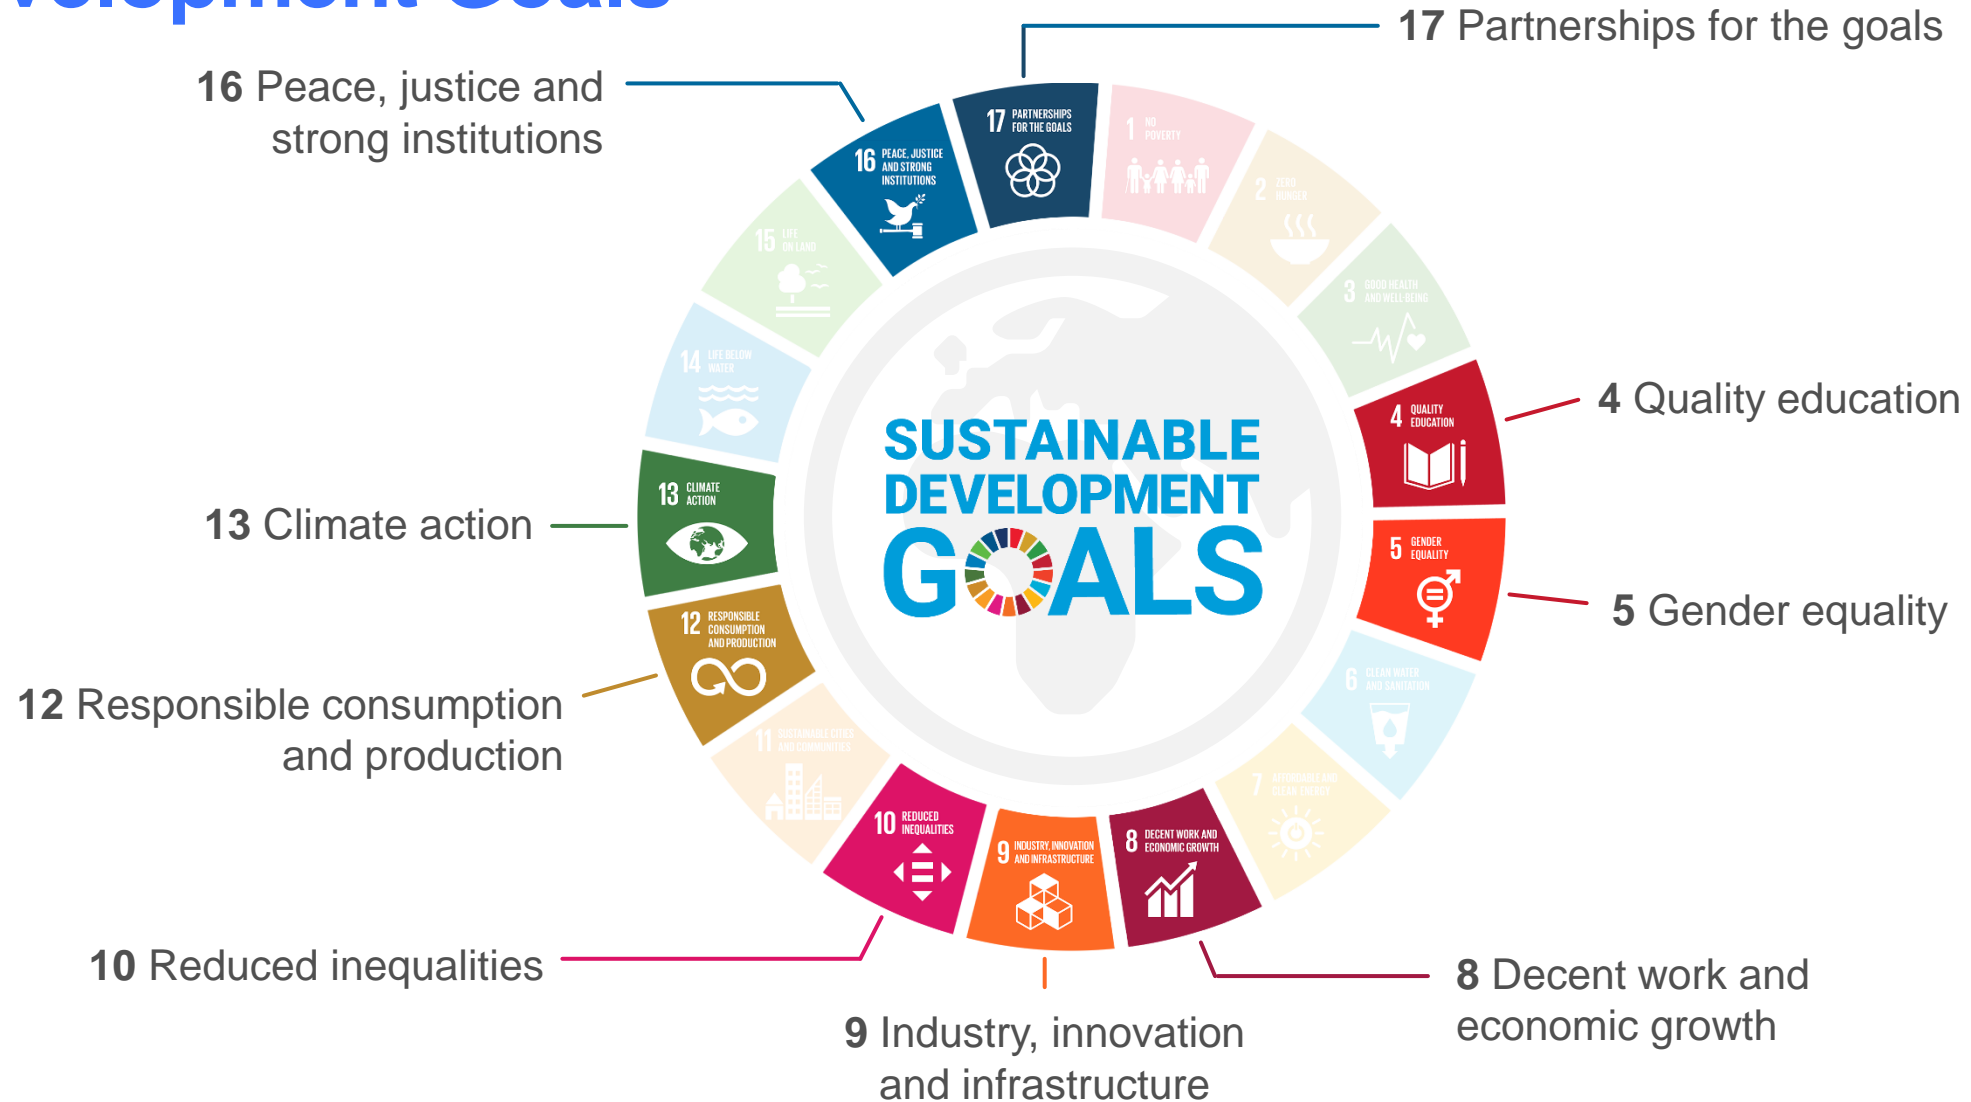 velopment Goals
17 Partnerships for the goals
16 Peace, justice and
strong institutions
17 PARTNERSHIPS
FOR THE GOALS
1 NO
POVERTY
16 PEACE, JUSTICE
AND STRONG
INSTITUTIONS
2 ZERO
HUNGER
15 LIFE
ON LAND
3 GOOD HEALTH
AND WELL-BEING
14 LIFE BELOW
WATER
4 QUALITY
EDUCATION
4 Quality education
SUSTAINABLE
DEVELOPMENT
GOALS
13 CLIMATE
ACTION
13 Climate action
5 GENDER
EQUALITY
5 Gender equality
12 RESPONSIBLE
CONSUMPTION
AND PRODUCTION
12 Responsible consumption
and production
6 CLEAN WATER
AND SANITATION
11 SUSTAINABLE CITIES
AND COMMUNITIES
7 AFFORDABLE AND
CLEAN ENERGY
10 REDUCED
INEQUALITIES
9 INDUSTRY, INNOVATION
AND INFRASTRUCTURE
8 DECENT WORK AND
ECONOMIC GROWTH
10 Reduced inequalities
8 Decent work and
economic growth
9 Industry, innovation
and infrastructure